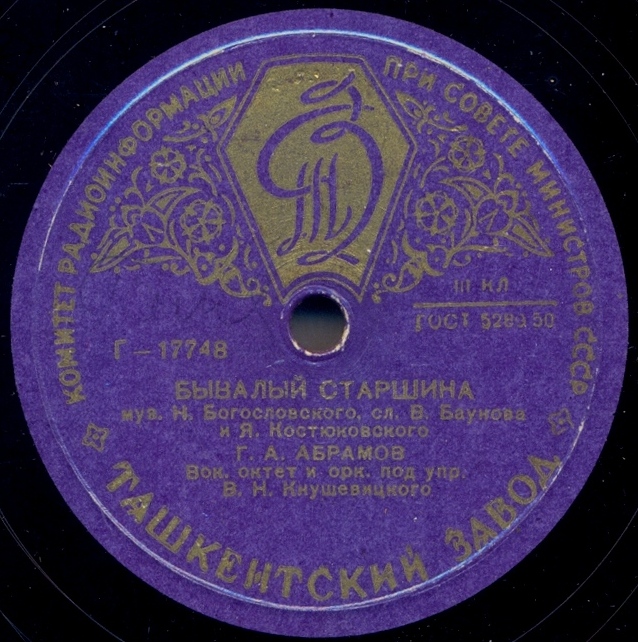 КОМИТЕТ РАДИОИНФОРМАЦИИ ПРИ СОВЕТЕ МИНИСТРОВ СССР
III КЛ
ГОСТ 5289-50
Г-17748
БЫВАЛЫЙ СТАРШИНА
муз. Н. Богословского, сл. В. Баукова
и Я. Костюковского
Г. А. АБРАМОВ
Вок. октет и орк. под упр.
В. Н. Кнушевицкого
ТАШКЕНТСКИЙ ЗАВОД